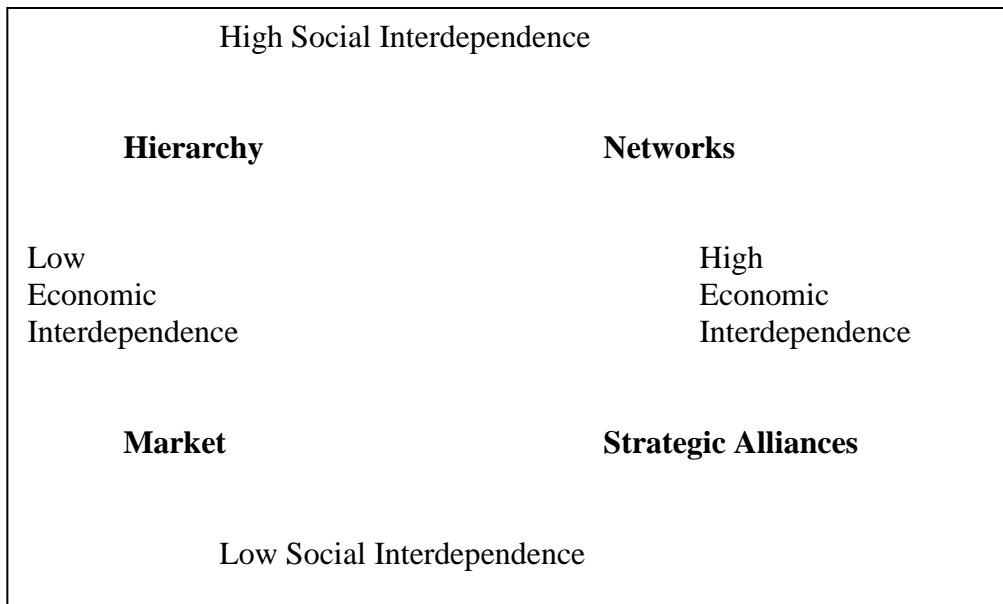 High Social Interdependence
Hierarchy Networks
Low High
Economic Economic
Interdependence Interdependence
Market Strategic Alliances
Low Social Interdependence